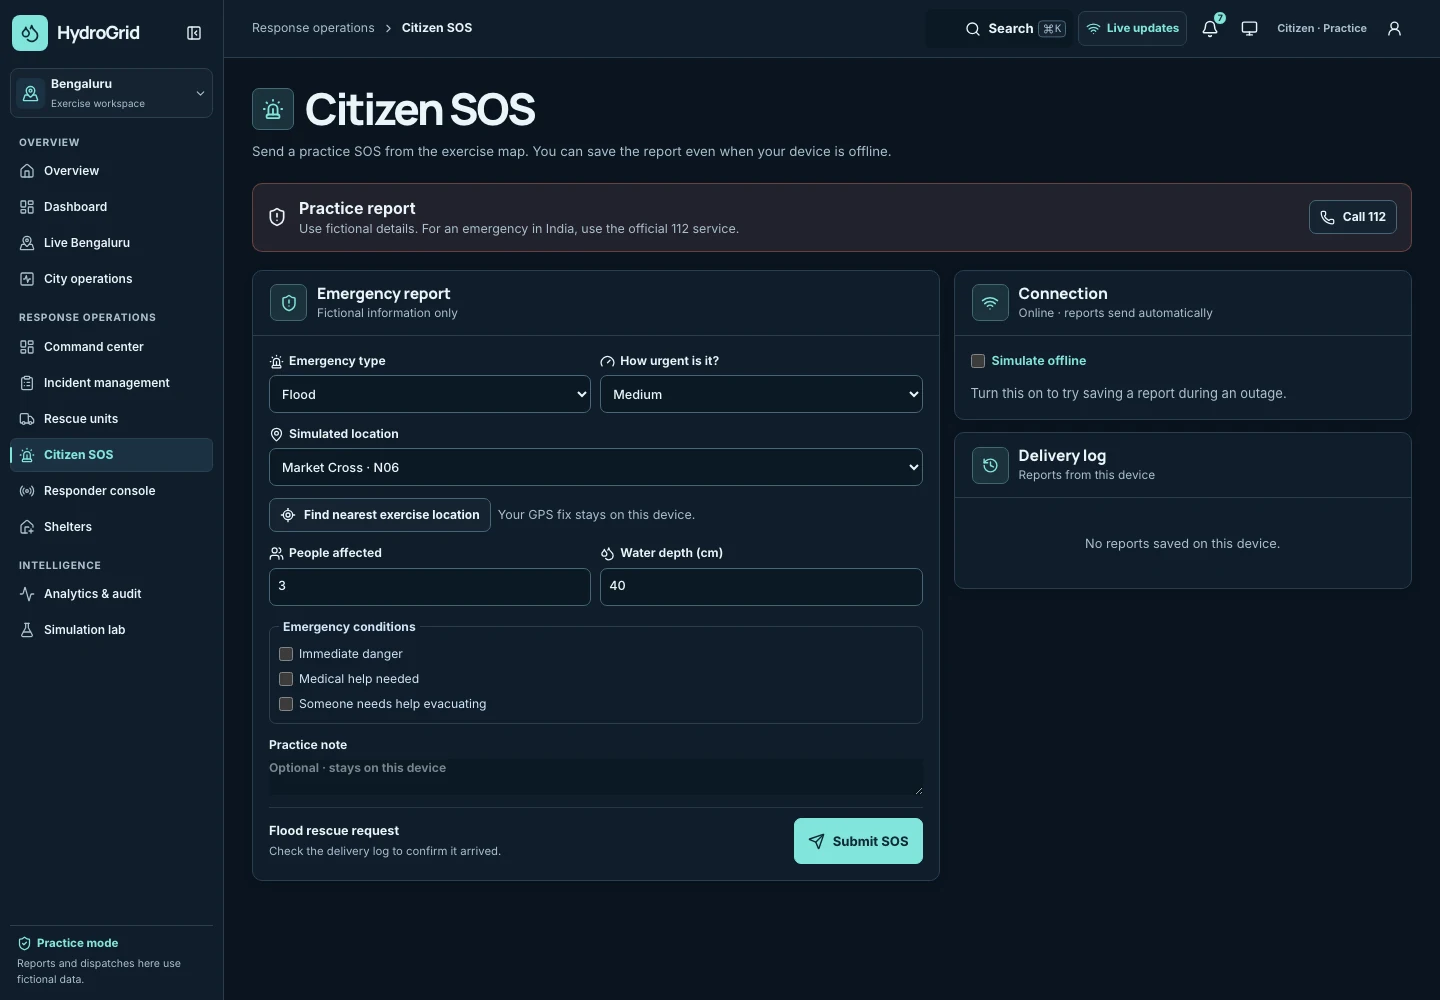 HydroGrid
Bengaluru
Exercise workspace
OVERVIEW
Overview
Dashboard
Live Bengaluru
City operations
RESPONSE OPERATIONS
Command center
Incident management
Rescue units
Citizen SOS
Responder console
Shelters
INTELLIGENCE
Analytics & audit
Simulation lab
Practice mode
Reports and dispatches here use
fictional data.
Response operations > Citizen SOS
Search ⌘K
Live updates
7
Citizen · Practice
Citizen SOS
Send a practice SOS from the exercise map. You can save the report even when your device is offline.
Practice report
Use fictional details. For an emergency in India, use the official 112 service.
Call 112
Emergency report
Fictional information only
Emergency type
How urgent is it?
Flood
Medium
Simulated location
Market Cross · N06
Find nearest exercise location
Your GPS fix stays on this device.
People affected
Water depth (cm)
3
40
Emergency conditions
Immediate danger
Medical help needed
Someone needs help evacuating
Practice note
Optional · stays on this device
Flood rescue request
Check the delivery log to confirm it arrived.
Submit SOS
Connection
Online · reports send automatically
Simulate offline
Turn this on to try saving a report during an outage.
Delivery log
Reports from this device
No reports saved on this device.